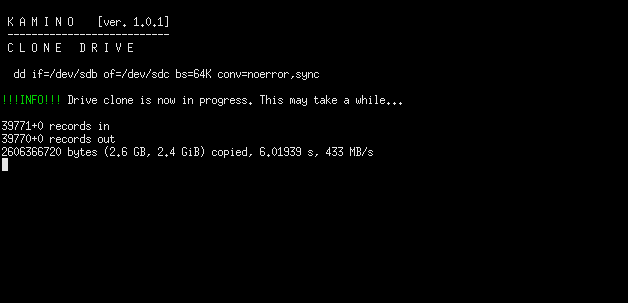 K A M I N O [ver. 1.0.1]
---------------------------
C L O N E D R I V E
dd if=/dev/sdb of=/dev/sdc bs=64K conv=noerror,sync
!!!INFO!!! Drive clone is now in progress. This may take a while...
39771+0 records in
39770+0 records out
2606366720 bytes (2.6 GB, 2.4 GiB) copied, 6.01939 s, 433 MB/s